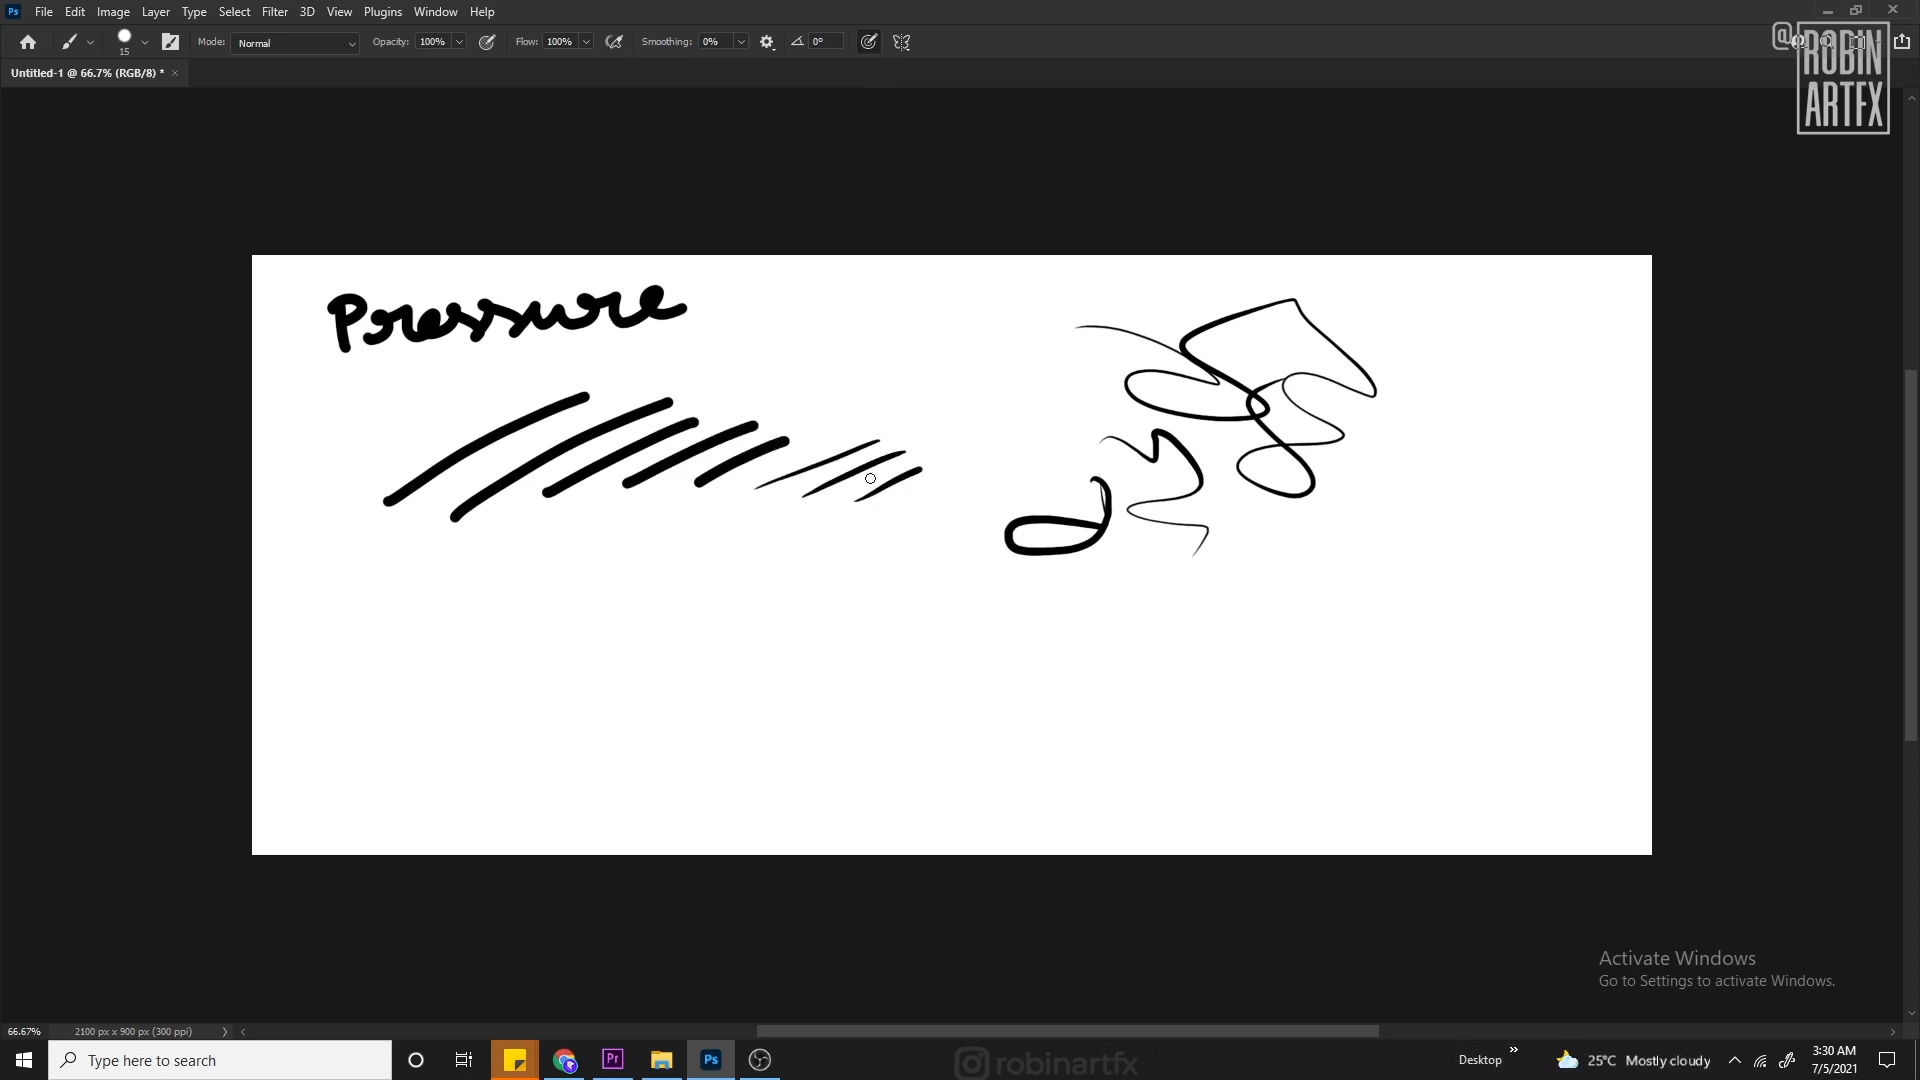 Ps File Edit Image Layer Type Select Filter 3D View Plugins Window Help
15 Mode: Normal Opacity: 100% Flow: 100% Smoothing: 0% 0°
@ROBIN
ARTFX
Untitled-1 @ 66.7% (RGB/8) *
Pressure
Activate Windows
Go to Settings to activate Windows.
66.67% 2100 px x 900 px (300 ppi)
Type here to search
Pr
Ps
robinartfx
Desktop
25°C Mostly cloudy
3:30 AM
7/5/2021